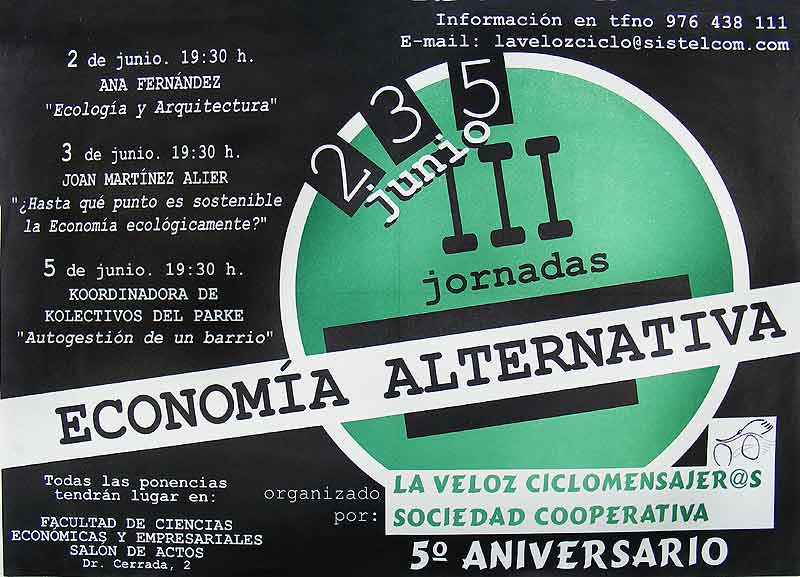 Información en tfno 976 438 111
E-mail: lavelozciclo@sistelcom.com
2 de junio. 19:30 h.
ANA FERNÁNDEZ
"Ecología y Arquitectura"
3 de junio. 19:30 h.
JOAN MARTÍNEZ ALIER
"¿Hasta qué punto es sostenible
la Economía ecológicamente?"
5 de junio. 19:30 h.
KOORDINADORA DE
KOLECTIVOS DEL PARKE
"Autogestión de un barrio"
2 3 5
junio
III
jornadas
ECONOMÍA ALTERNATIVA
Todas las ponencias
tendrán lugar en:
FACULTAD DE CIENCIAS
ECONÓMICAS Y EMPRESARIALES
SALÓN DE ACTOS
Dr. Cerrada, 2
organizado
por:
LA VELOZ CICLOMENSAJER@S
SOCIEDAD COOPERATIVA
5º ANIVERSARIO